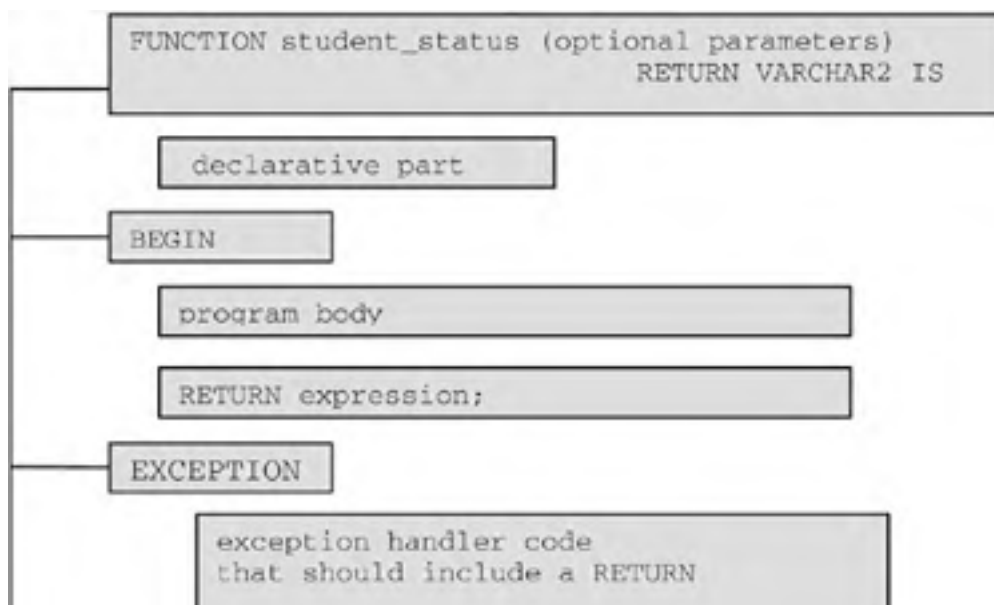 FUNCTION student_status (optional parameters)
RETURN VARCHAR2 IS
declarative part
BEGIN
program body
RETURN expression;
EXCEPTION
exception handler code
that should include a RETURN